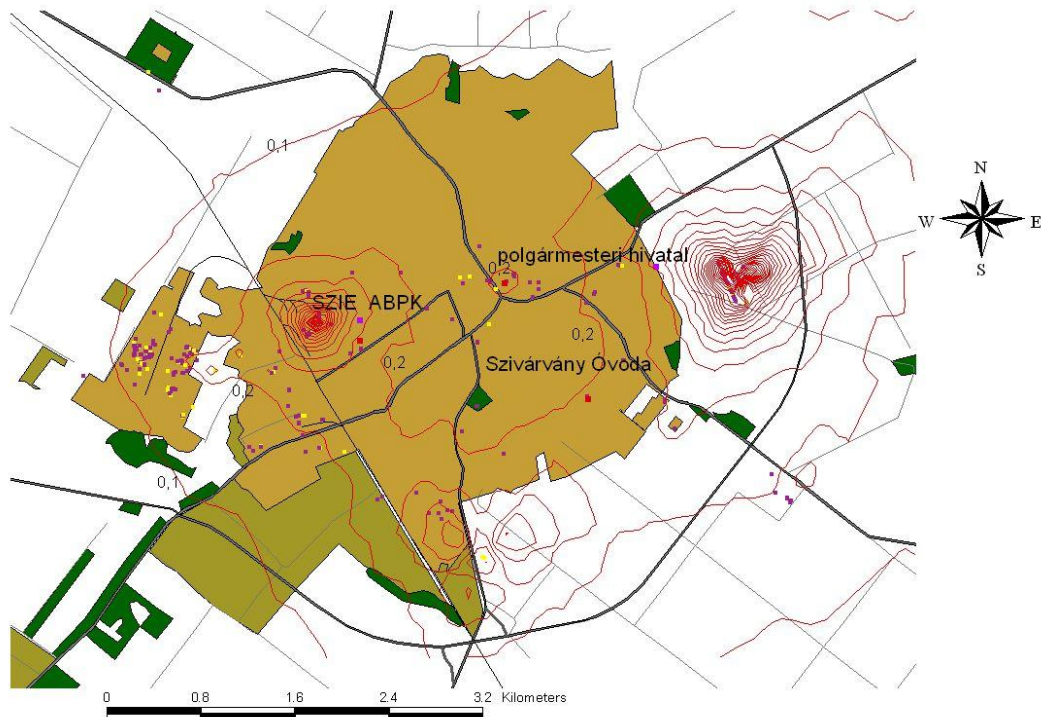 0,1
N
W
E
S
polgármesteri hivatal
0,2
SZIE ABPK
0,2
0,2
Szivárvány Óvoda
0,2
0,1
0 0.8 1.6 2.4 3.2 Kilometers